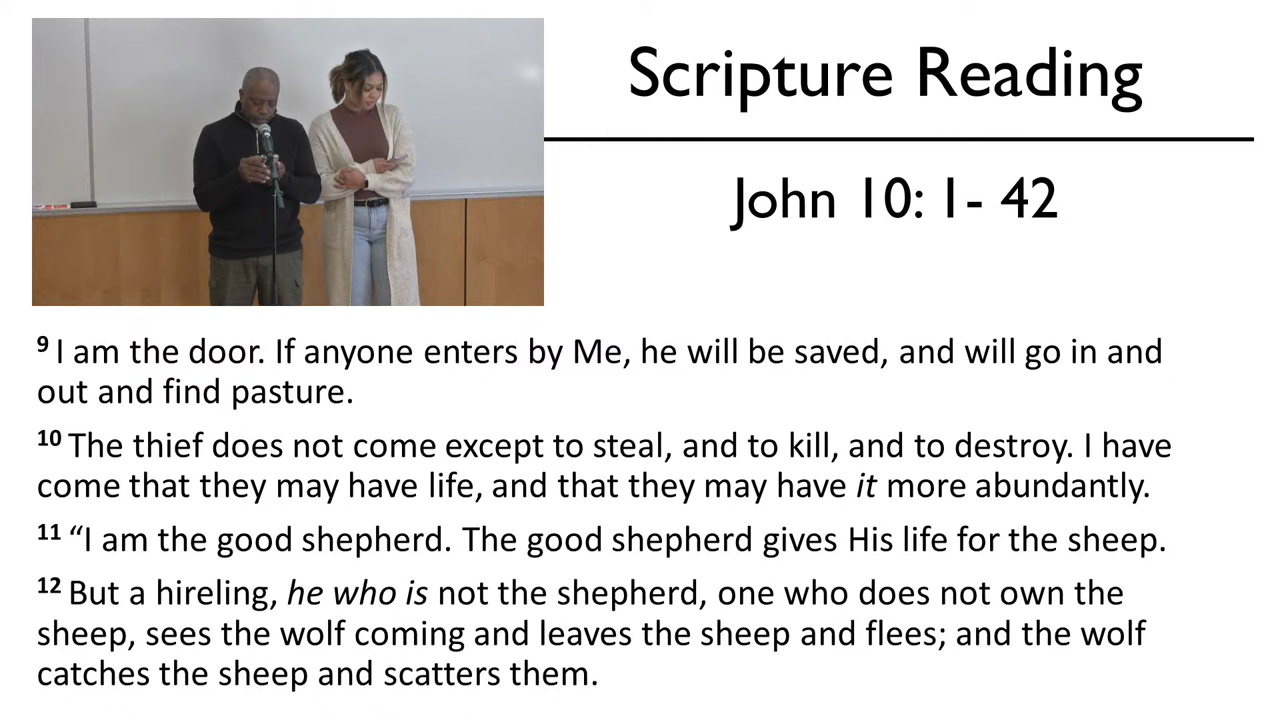 Scripture Reading
John 10: 1- 42
9 I am the door. If anyone enters by Me, he will be saved, and will go in and
out and find pasture.
10 The thief does not come except to steal, and to kill, and to destroy. I have
come that they may have life, and that they may have it more abundantly.
11 “I am the good shepherd. The good shepherd gives His life for the sheep.
12 But a hireling, he who is not the shepherd, one who does not own the
sheep, sees the wolf coming and leaves the sheep and flees; and the wolf
catches the sheep and scatters them.